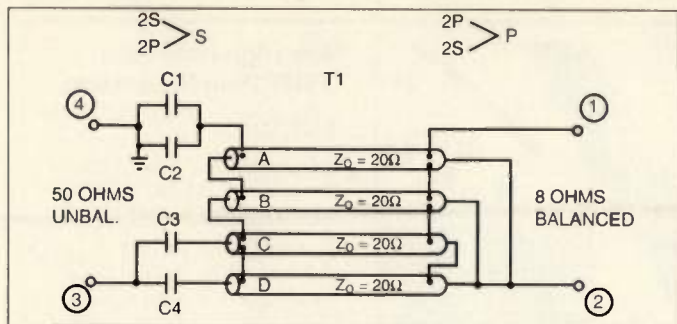 2S
2P > S
2P
2S > P
C1
T1
4
1
C2
A Z₀ = 20Ω
B Z₀ = 20Ω
C Z₀ = 20Ω
D Z₀ = 20Ω
50 OHMS
UNBAL.
8 OHMS
BALANCED
C3
C4
3
2